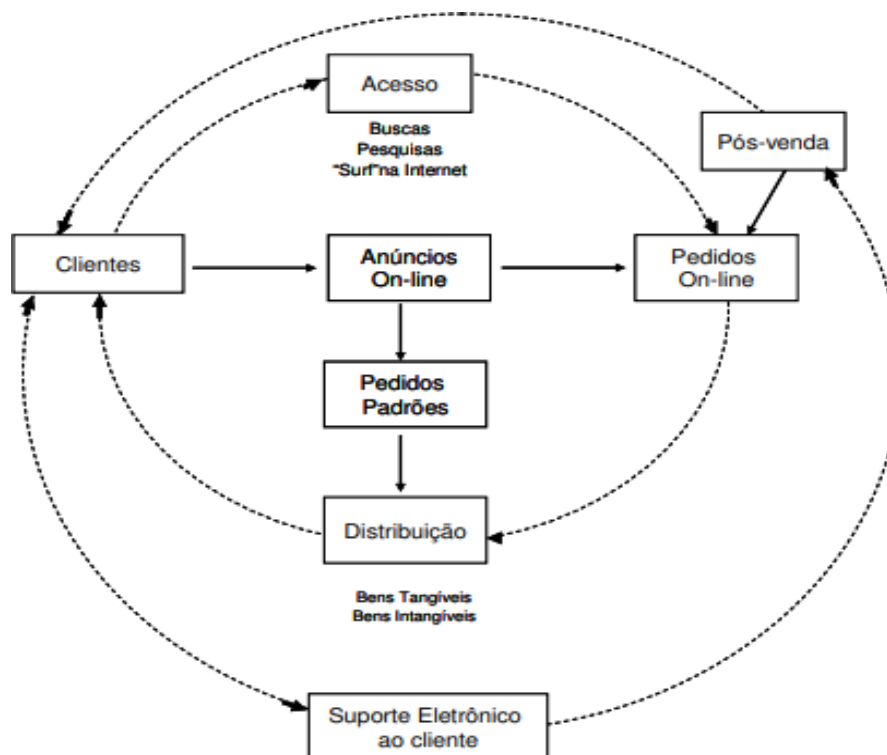 Acesso
Buscas
Pesquisas
"Surf"na Internet
Pós-venda
Clientes
Anúncios
On-line
Pedidos
On-line
Pedidos
Padrões
Distribuição
Bens Tangíveis
Bens Intangíveis
Suporte Eletrônico
ao cliente